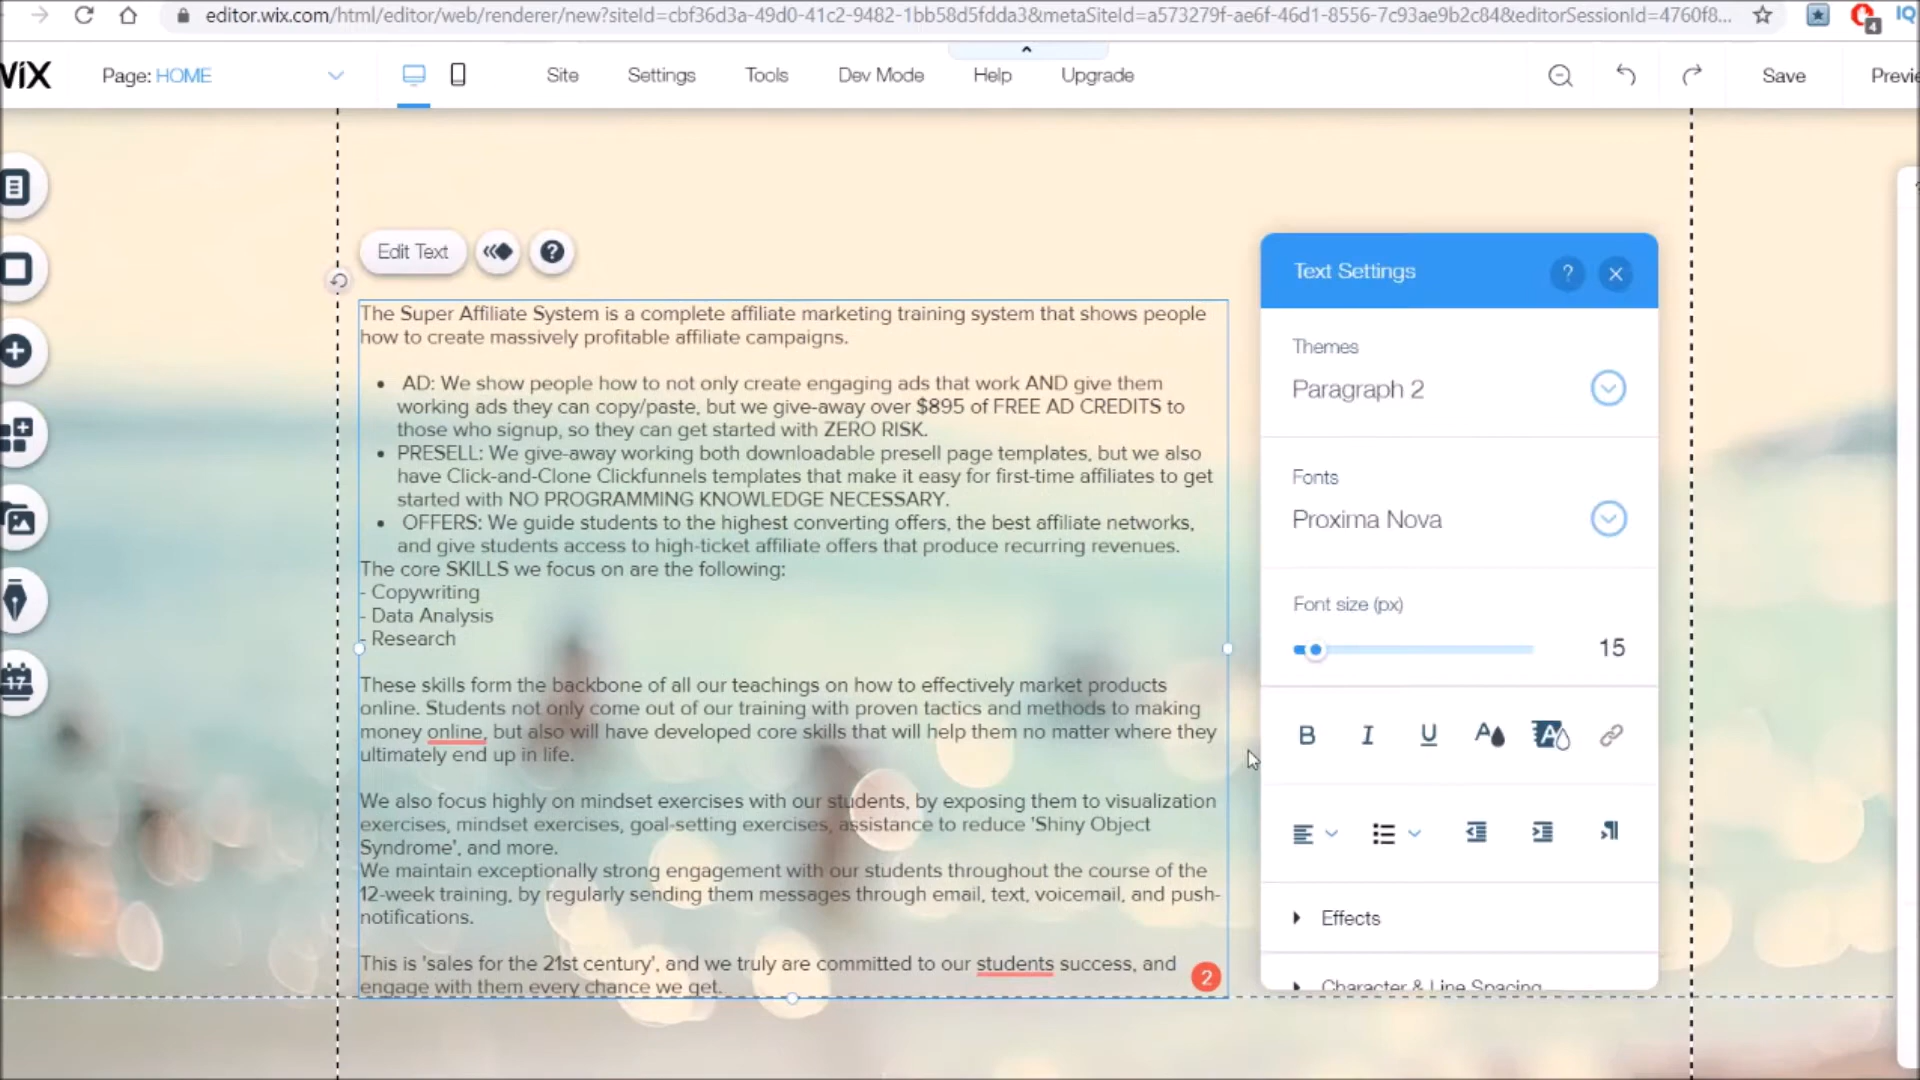 editor.wix.com/html/editor/web/renderer/new?siteId=cbf36d3a-49d0-41c2-9482-1bb58d5fdda3&metaSiteId=a573279f-ae6f-46d1-8556-7c93ae9b2c84&editorSessionId=4760f8...
4
IQ
WiX
Page: HOME
Site
Settings
Tools
Dev Mode
Help
Upgrade
Save
Previe
Edit Text
?
The Super Affiliate System is a complete affiliate marketing training system that shows people
how to create massively profitable affiliate campaigns.
• AD: We show people how to not only create engaging ads that work AND give them
working ads they can copy/paste, but we give-away over $895 of FREE AD CREDITS to
those who signup, so they can get started with ZERO RISK.
• PRESELL: We give-away working both downloadable presell page templates, but we also
have Click-and-Clone Clickfunnels templates that make it easy for first-time affiliates to get
started with NO PROGRAMMING KNOWLEDGE NECESSARY.
• OFFERS: We guide students to the highest converting offers, the best affiliate networks,
and give students access to high-ticket affiliate offers that produce recurring revenues.
The core SKILLS we focus on are the following:
- Copywriting
- Data Analysis
- Research
These skills form the backbone of all our teachings on how to effectively market products
online. Students not only come out of our training with proven tactics and methods to making
money online, but also will have developed core skills that will help them no matter where they
ultimately end up in life.
We also focus highly on mindset exercises with our students, by exposing them to visualization
exercises, mindset exercises, goal-setting exercises, assistance to reduce 'Shiny Object
Syndrome', and more.
We maintain exceptionally strong engagement with our students throughout the course of the
12-week training, by regularly sending them messages through email, text, voicemail, and push-
notifications.
This is 'sales for the 21st century', and we truly are committed to our students success, and
engage with them every chance we get.
2
17
Text Settings
?
Themes
Paragraph 2
Fonts
Proxima Nova
Font size (px)
15
B I U A A
Effects
Character & Line Spacing